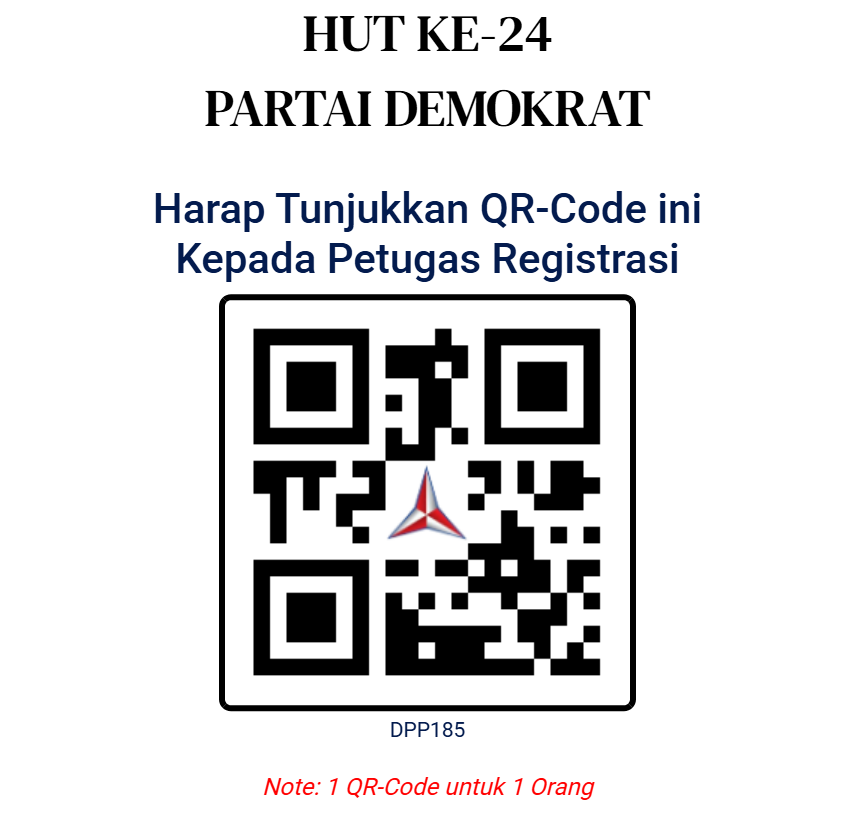 HUT KE-24
PARTAI DEMOKRAT
Harap Tunjukkan QR-Code ini
Kepada Petugas Registrasi
DPP185
Note: 1 QR-Code untuk 1 Orang